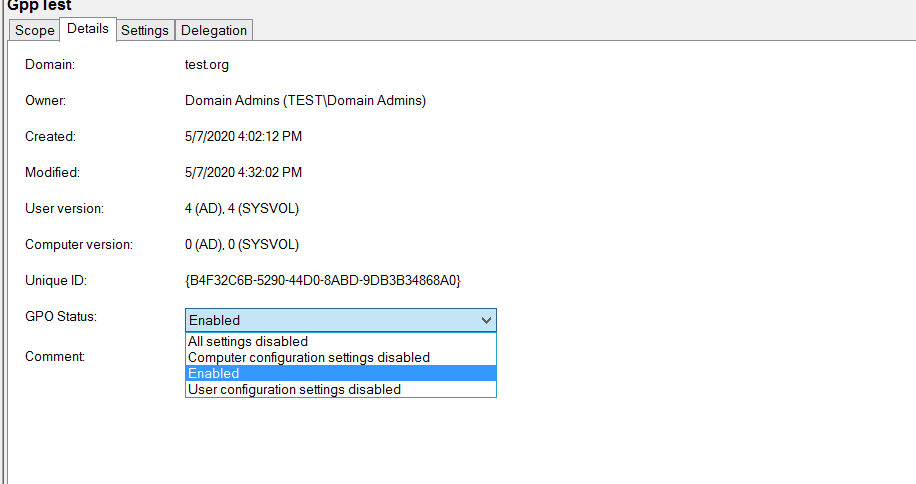 GppTest
Scope Details Settings Delegation
Domain: test.org
Owner: Domain Admins (TEST\Domain Admins)
Created: 5/7/2020 4:02:12 PM
Modified: 5/7/2020 4:32:02 PM
User version: 4 (AD), 4 (SYSVOL)
Computer version: 0 (AD), 0 (SYSVOL)
Unique ID: {B4F32C6B-5290-44D0-8ABD-9DB3B34868A0}
GPO Status: Enabled
All settings disabled
Comment: Computer configuration settings disabled
Enabled
User configuration settings disabled